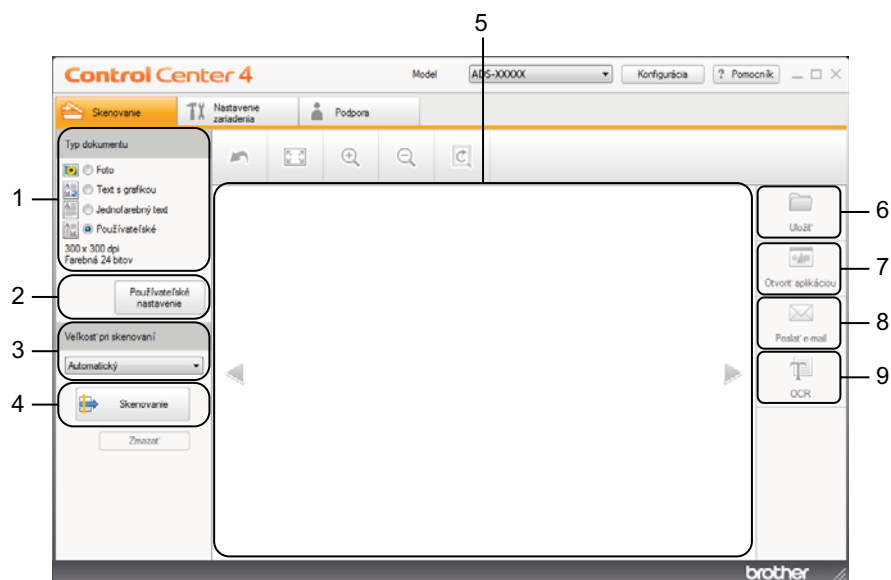 5
Control Center 4
Model
ADS-XXXXX
Konfigurácia
? Pomocník
Skenovanie
Nastavenie
zariadenia
Podpora
Typ dokumentu
Foto
Text s grafikou
Jednofarebný text
Používateľské
300 x 300 dpi
Farebná 24 bitov
1
Používateľské
nastavenie
2
Veľkosť pri skenovaní
Automatický
3
Skenovanie
4
Zmazať
Uložiť
6
Otvoriť aplikáciou
7
Poslať e-mail
8
OCR
9
brother